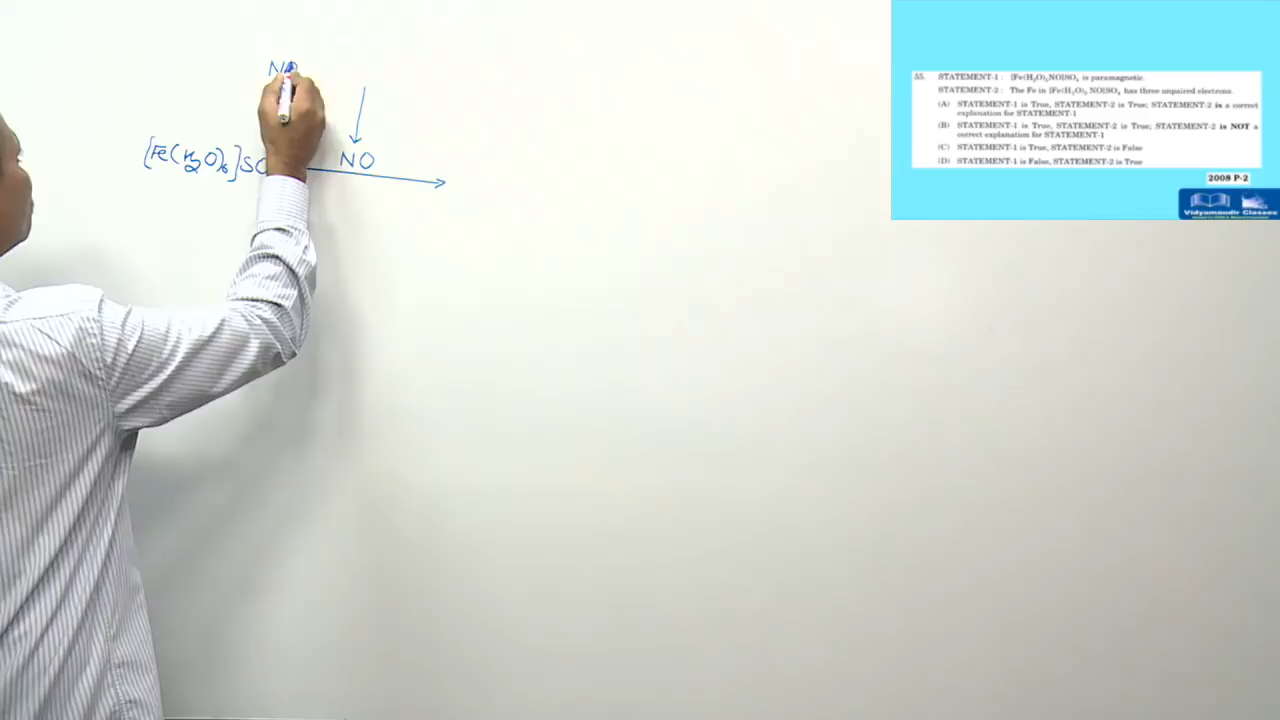 NO
[Fe(H2O)6]SO
NO
55. STATEMENT-1 : [Fe(H₂O)₅NO]SO₄ is paramagnetic.
STATEMENT-2 : The Fe in [Fe(H₂O)₅ NO]SO₄ has three unpaired electrons.
(A) STATEMENT-1 is True, STATEMENT-2 is True; STATEMENT-2 is a correct
explanation for STATEMENT-1
(B) STATEMENT-1 is True, STATEMENT-2 is True; STATEMENT-2 is NOT a
correct explanation for STATEMENT-1
(C) STATEMENT-1 is True, STATEMENT-2 is False
(D) STATEMENT-1 is False, STATEMENT-2 is True
2008 P-2
Vidyamandir Classes